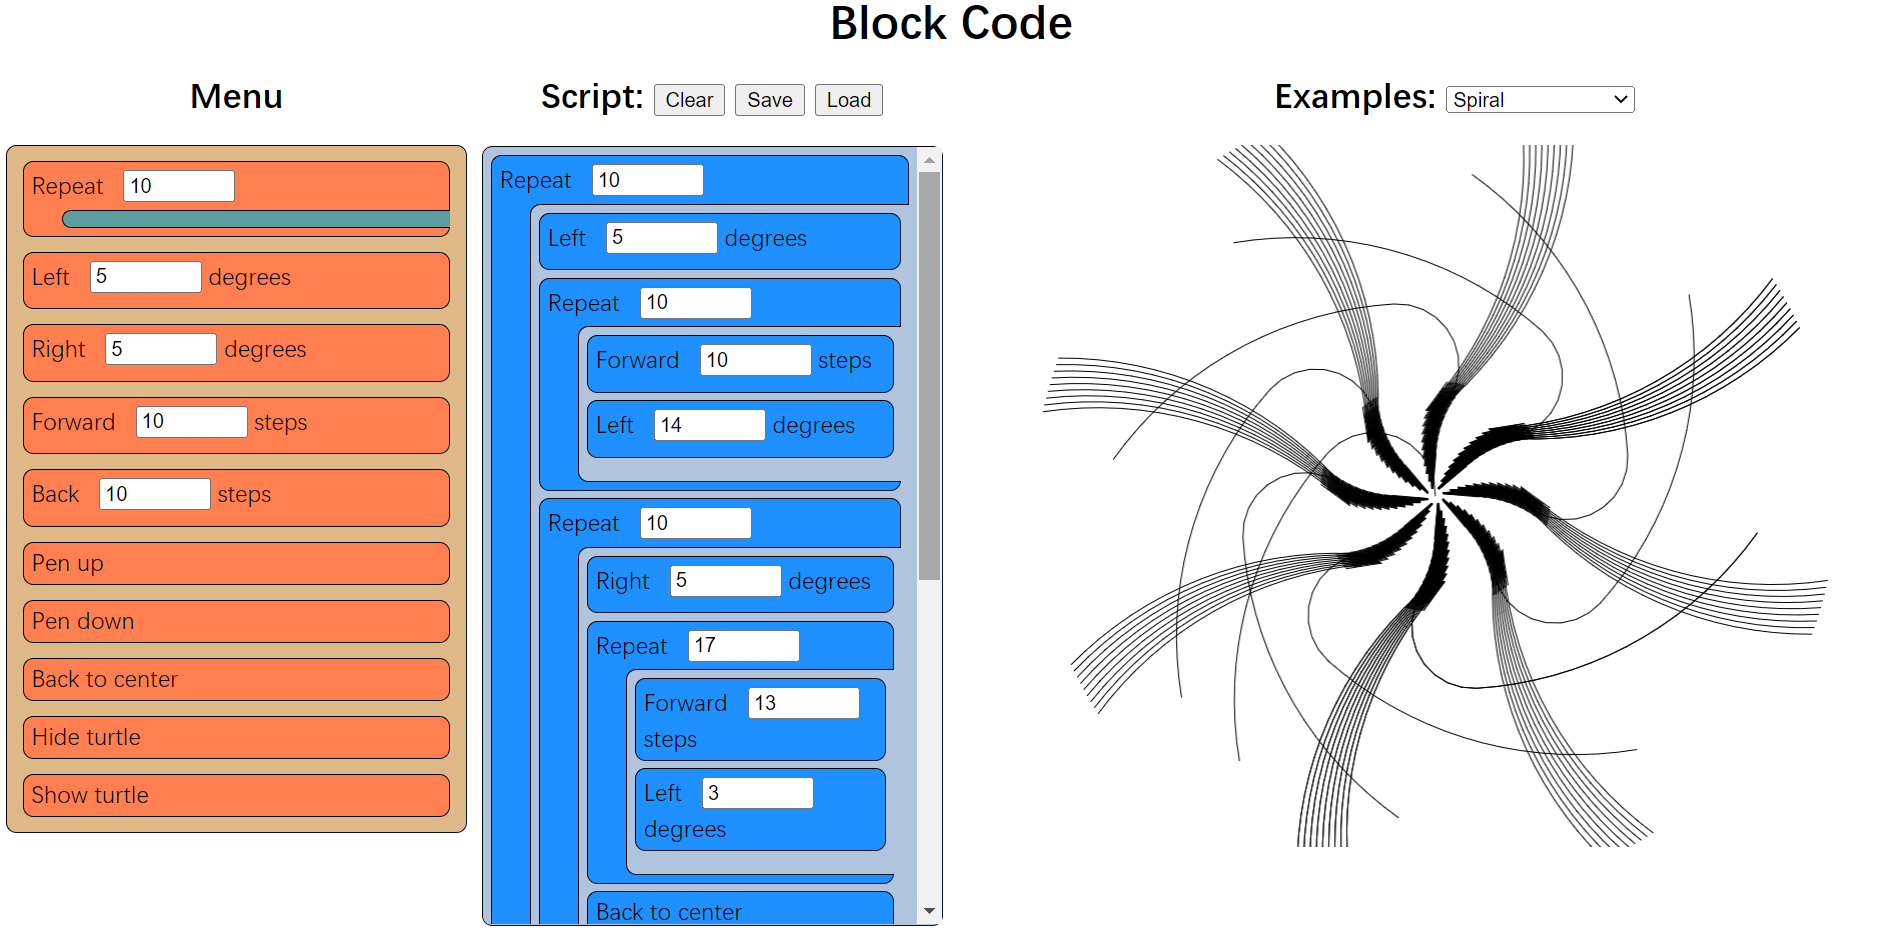 Block Code
Menu
Repeat 10
Left 5 degrees
Right 5 degrees
Forward 10 steps
Back 10 steps
Pen up
Pen down
Back to center
Hide turtle
Show turtle
Script: Clear Save Load
Repeat 10
Left 5 degrees
Repeat 10
Forward 10 steps
Left 14 degrees
Repeat 10
Right 5 degrees
Repeat 17
Forward 13
steps
Left 3
degrees
Back to center
Examples: Spiral